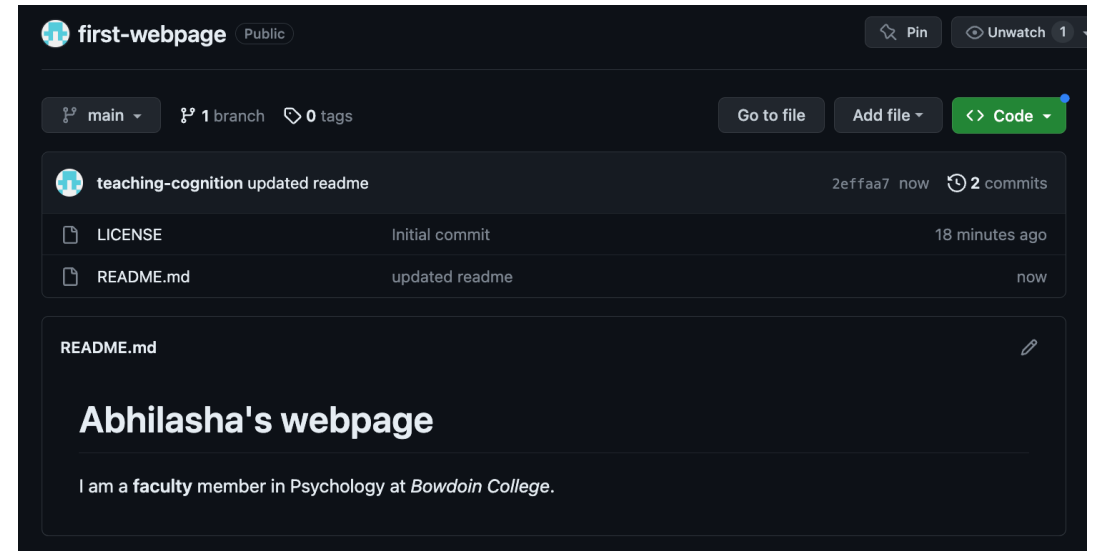 first-webpage Public Pin Unwatch 1
main 1 branch 0 tags Go to file Add file <> Code
teaching-cognition updated readme 2effaa7 now 2 commits
LICENSE Initial commit 18 minutes ago
README.md updated readme now
README.md
Abhilasha's webpage
I am a faculty member in Psychology at Bowdoin College.